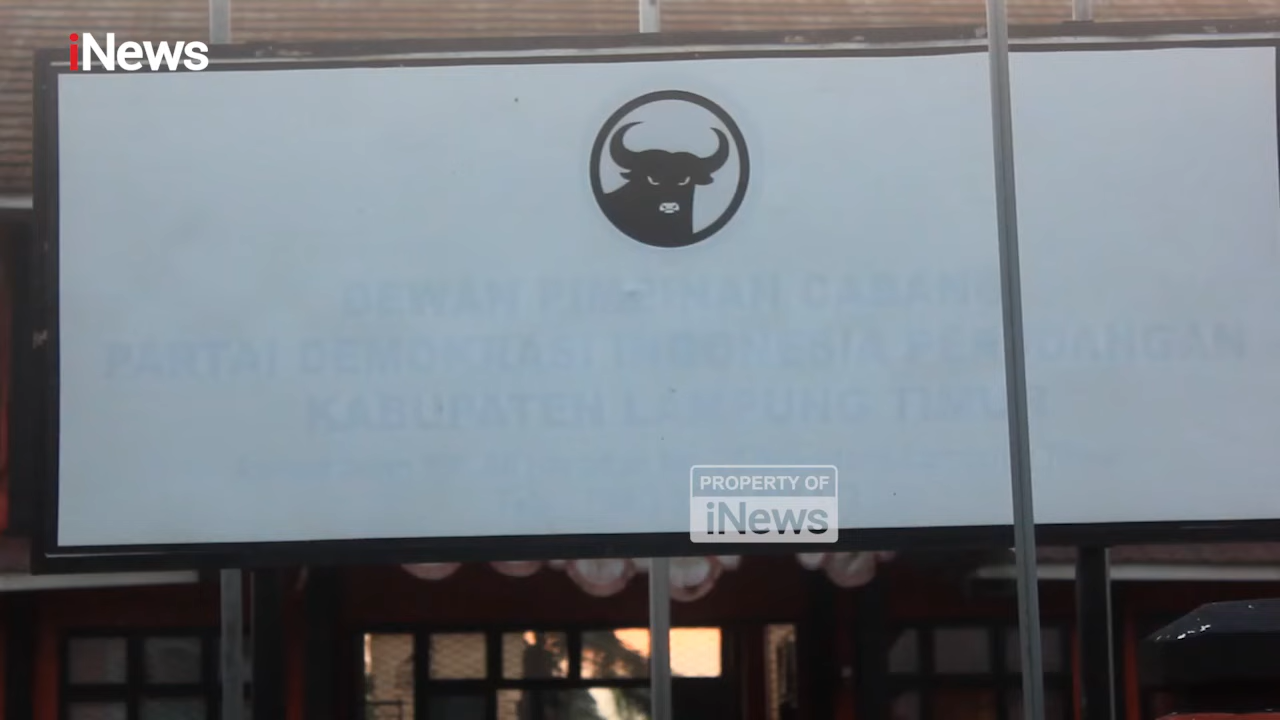 iNews
DEWAN PIMPINAN CABANG
PARTAI DEMOKRASI INDONESIA PERJUANGAN
KABUPATEN LAMPUNG TIMUR
PROPERTY OF
iNews